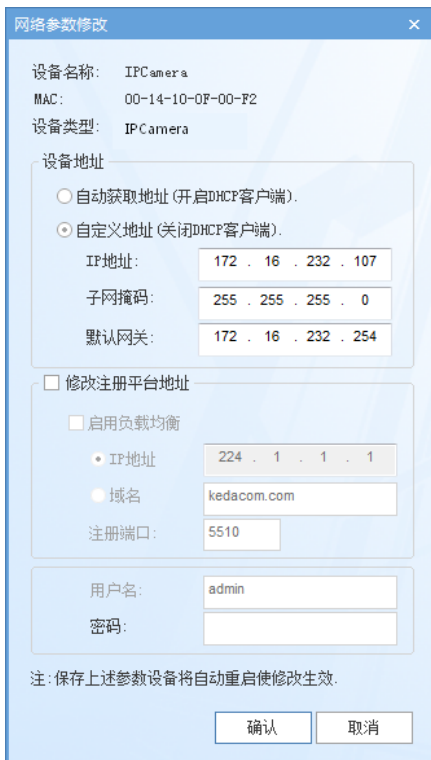 网络参数修改
设备名称: IPCamera
MAC: 00-14-10-0F-00-F2
设备类型: IPCamera
设备地址
自动获取地址(开启DHCP客户端).
自定义地址(关闭DHCP客户端).
IP地址: 172 . 16 . 232 . 107
子网掩码: 255 . 255 . 255 . 0
默认网关: 172 . 16 . 232 . 254
修改注册平台地址
启用负载均衡
IP地址 224 . 1 . 1 . 1
域名 kedacom.com
注册端口: 5510
用户名: admin
密码:
注:保存上述参数设备将自动重启使修改生效.
确认 取消